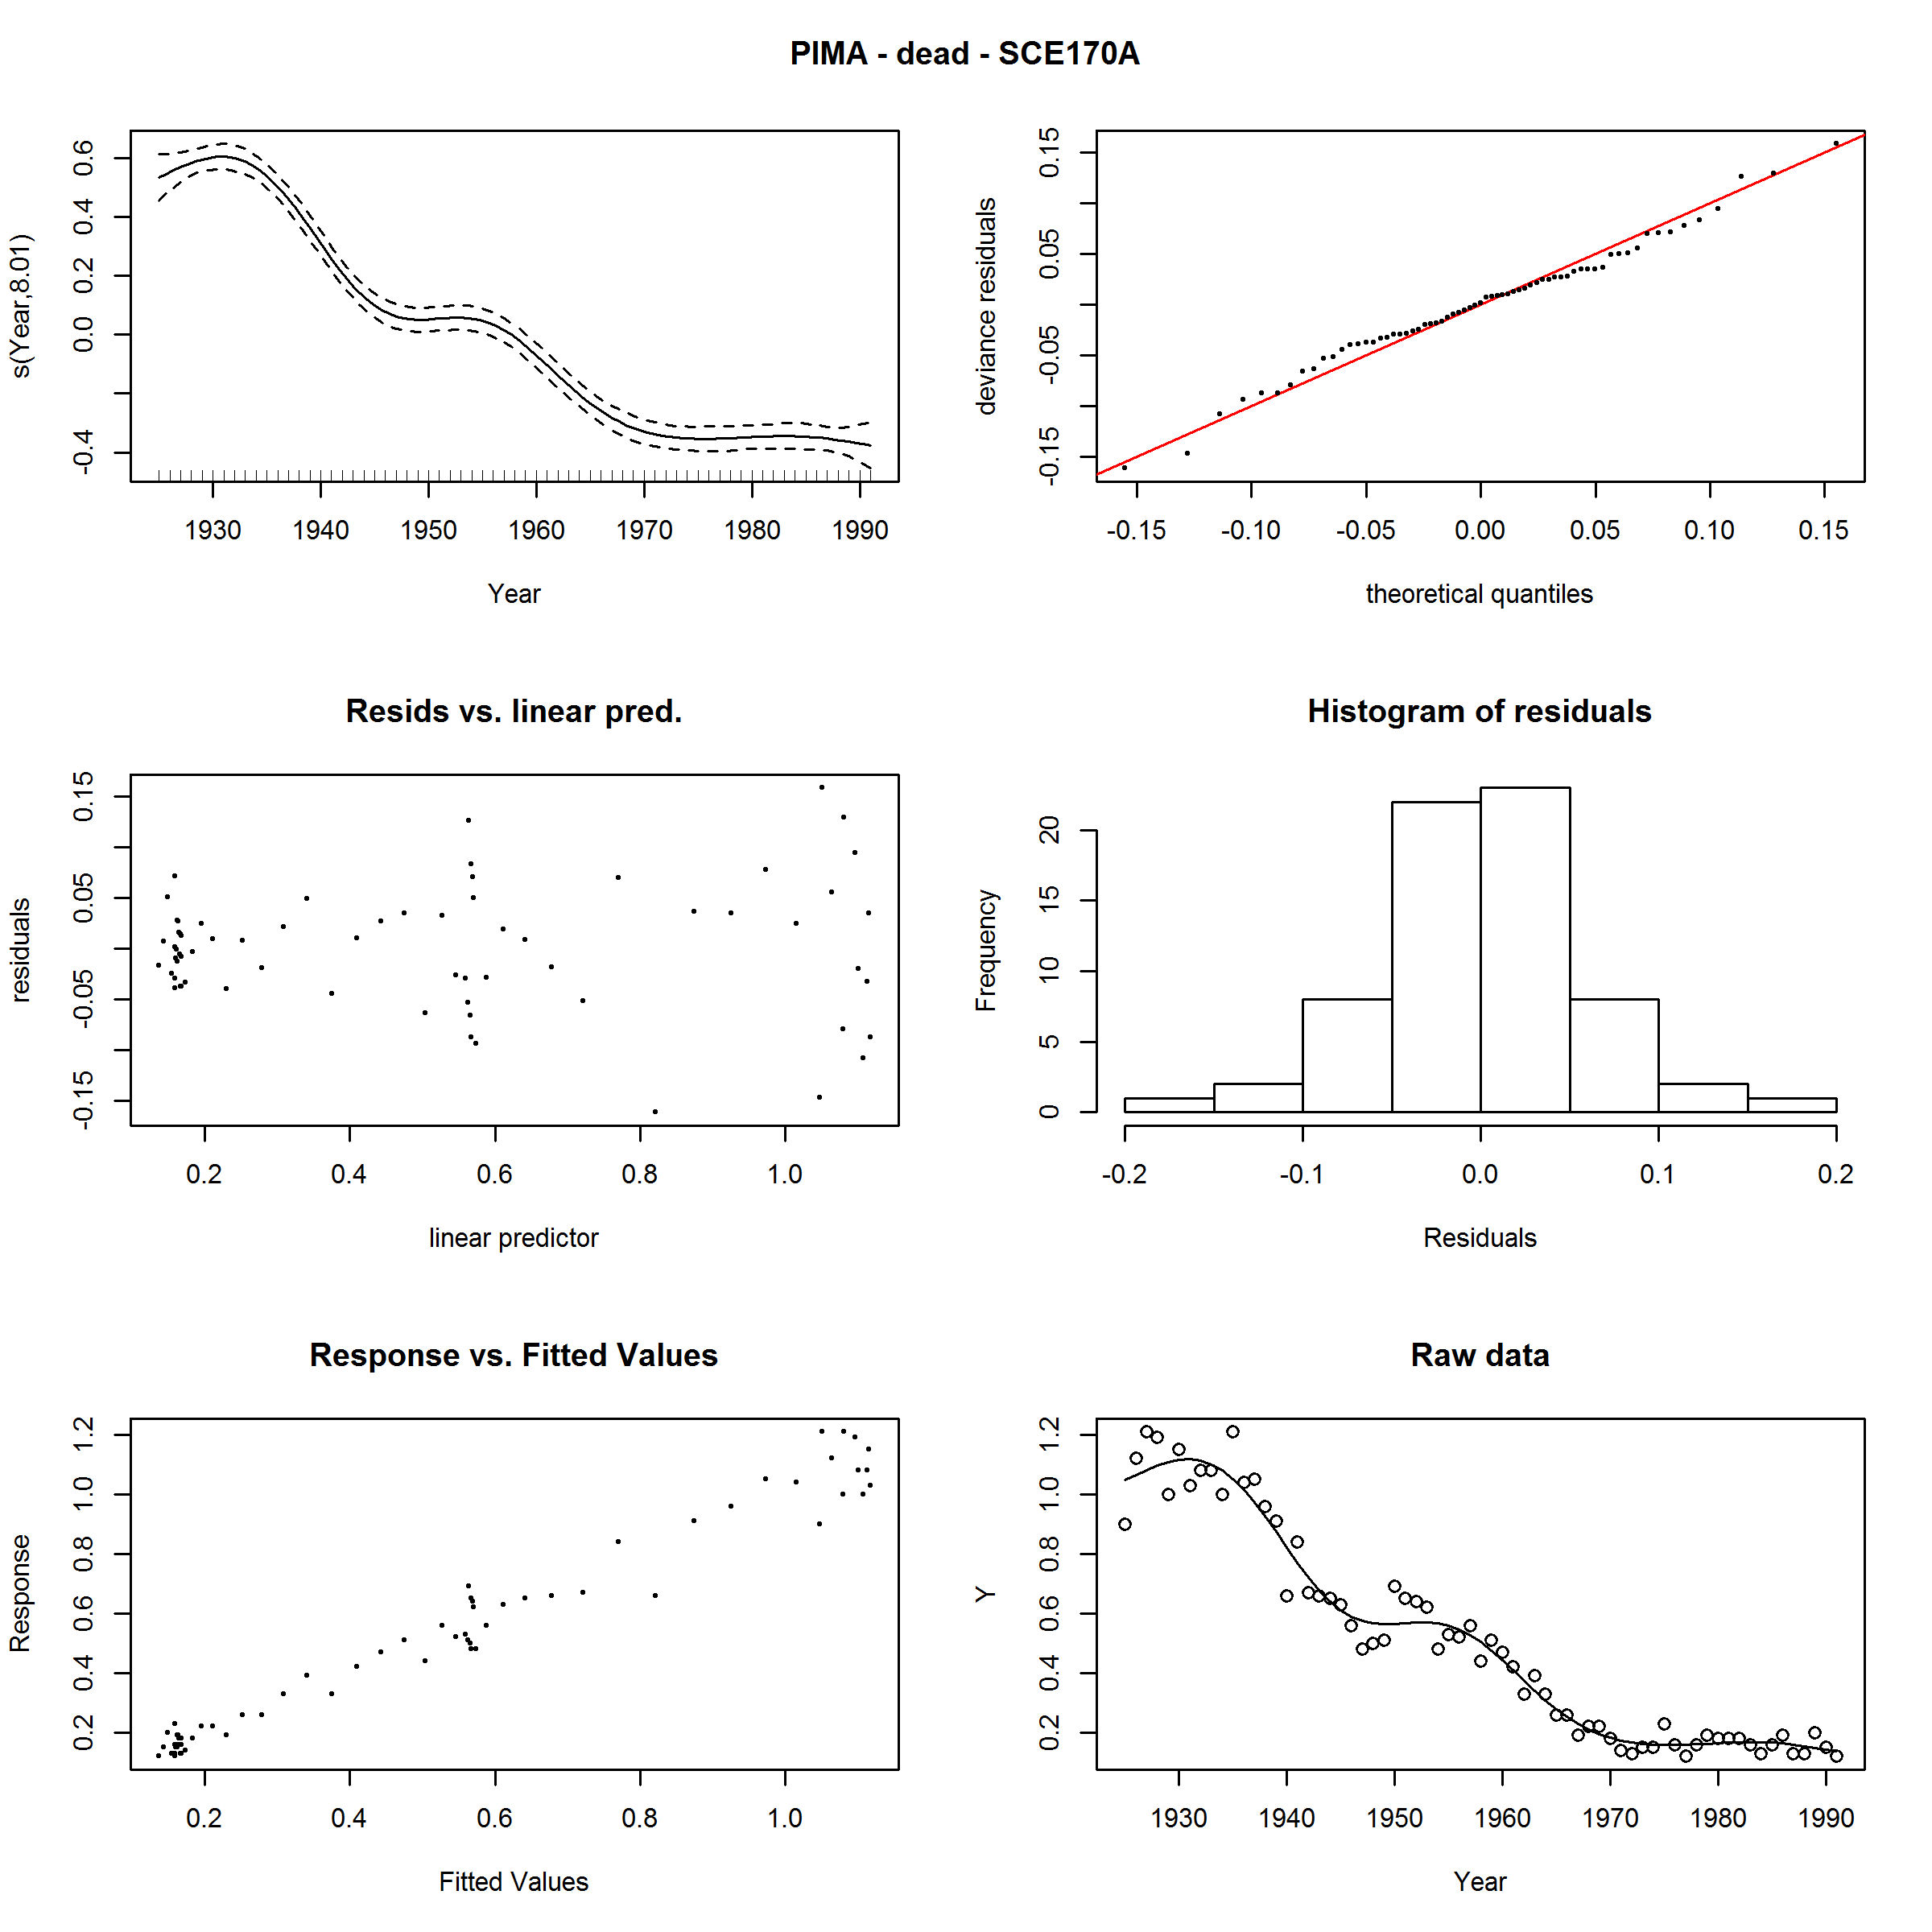 PIMA - dead - SCE170A
s(Year,8.01)
-0.4 0.0 0.2 0.4 0.6
1930 1940 1950 1960 1970 1980 1990
Year
deviance residuals
-0.15 -0.05 0.05 0.15
-0.15 -0.10 -0.05 0.00 0.05 0.10 0.15
theoretical quantiles
Resids vs. linear pred.
residuals
-0.15 -0.05 0.05 0.15
0.2 0.4 0.6 0.8 1.0
linear predictor
Histogram of residuals
Frequency
0 5 10 15 20
-0.2 -0.1 0.0 0.1 0.2
Residuals
Response vs. Fitted Values
Response
0.2 0.4 0.6 0.8 1.0 1.2
0.2 0.4 0.6 0.8 1.0
Fitted Values
Raw data
Y
0.2 0.4 0.6 0.8 1.0 1.2
1930 1940 1950 1960 1970 1980 1990
Year